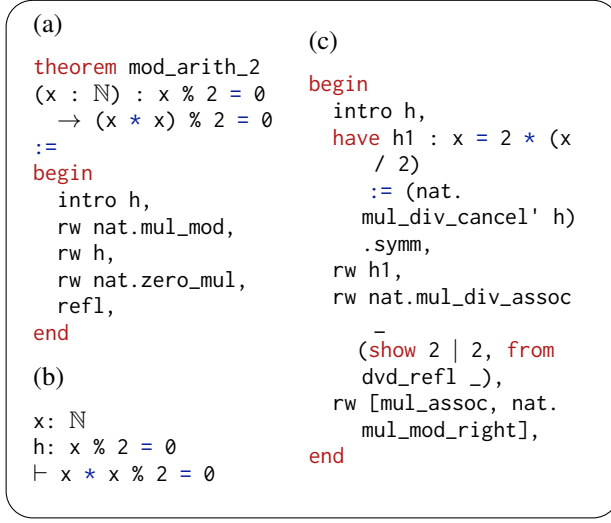 (a)
theorem mod_arith_2
(x : ℕ) : x % 2 = 0
→ (x * x) % 2 = 0
:=
begin
intro h,
rw nat.mul_mod,
rw h,
rw nat.zero_mul,
refl,
end
(b)
x: ℕ
h: x % 2 = 0
⊢ x * x % 2 = 0
(c)
begin
intro h,
have h1 : x = 2 * (x
/ 2)
:= (nat.
mul_div_cancel' h)
.symm,
rw h1,
rw nat.mul_div_assoc
_
(show 2 | 2, from
dvd_refl _),
rw [mul_assoc, nat.
mul_mod_right],
end